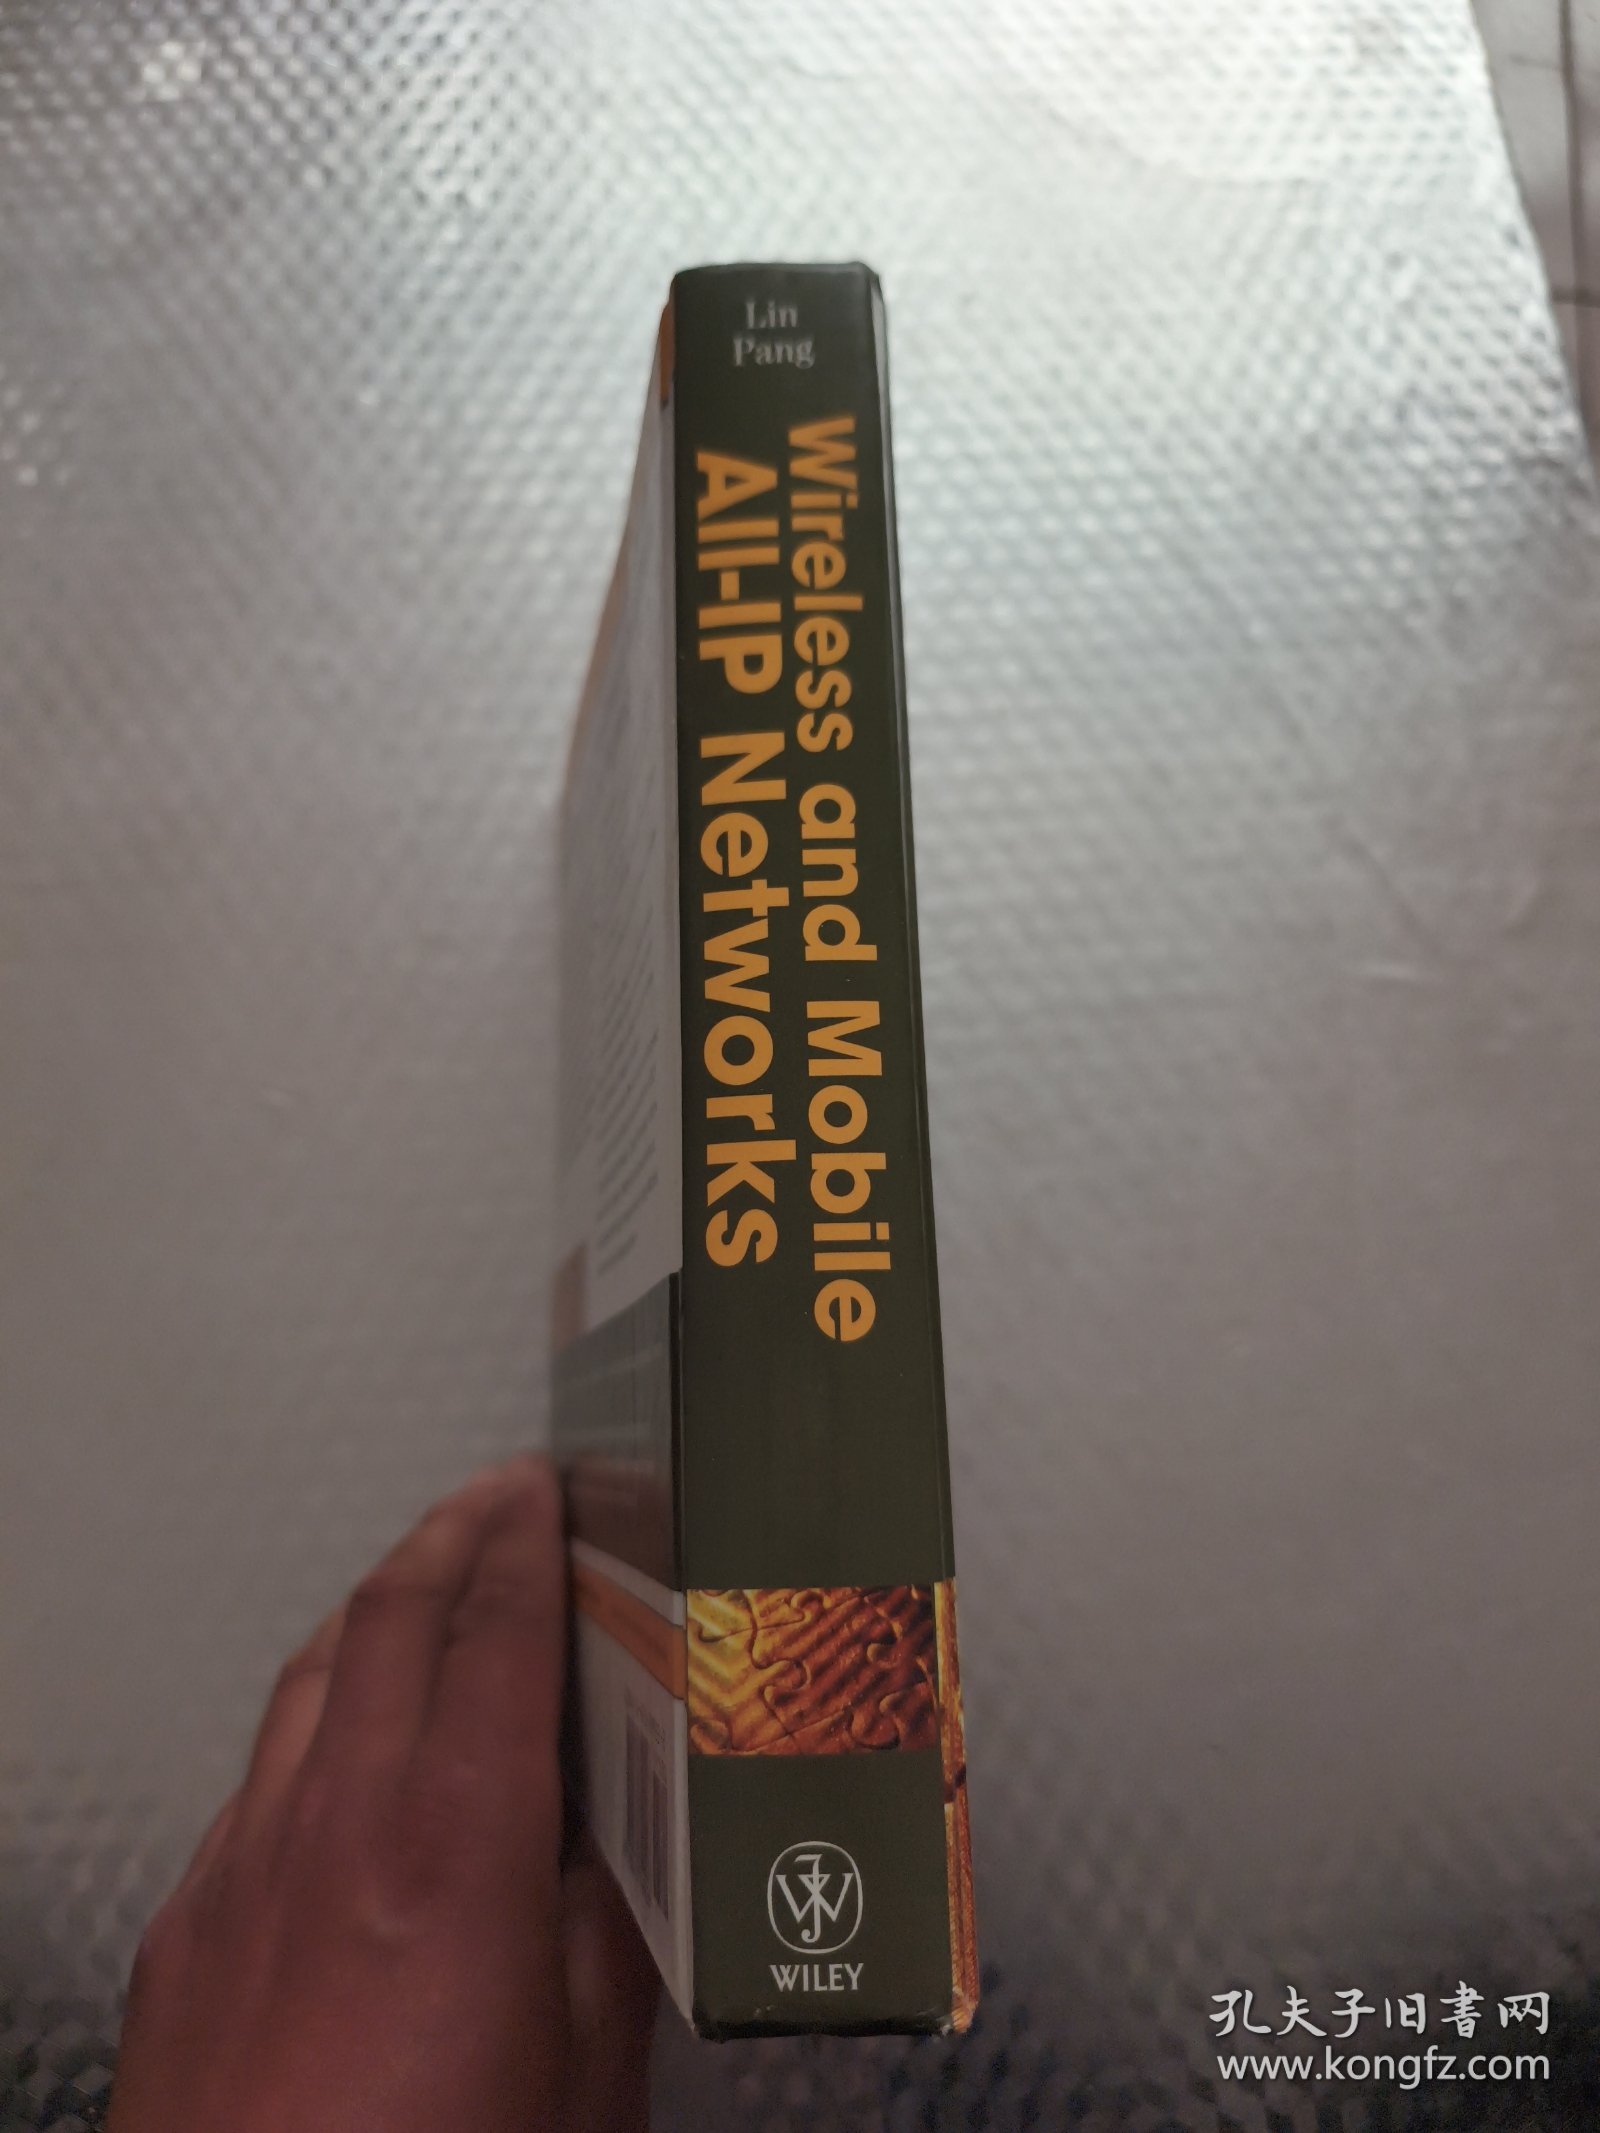 Lin
Pang
Wireless and Mobile
All-IP Networks
WILEY
孔夫子旧书网
www.kongfz.com